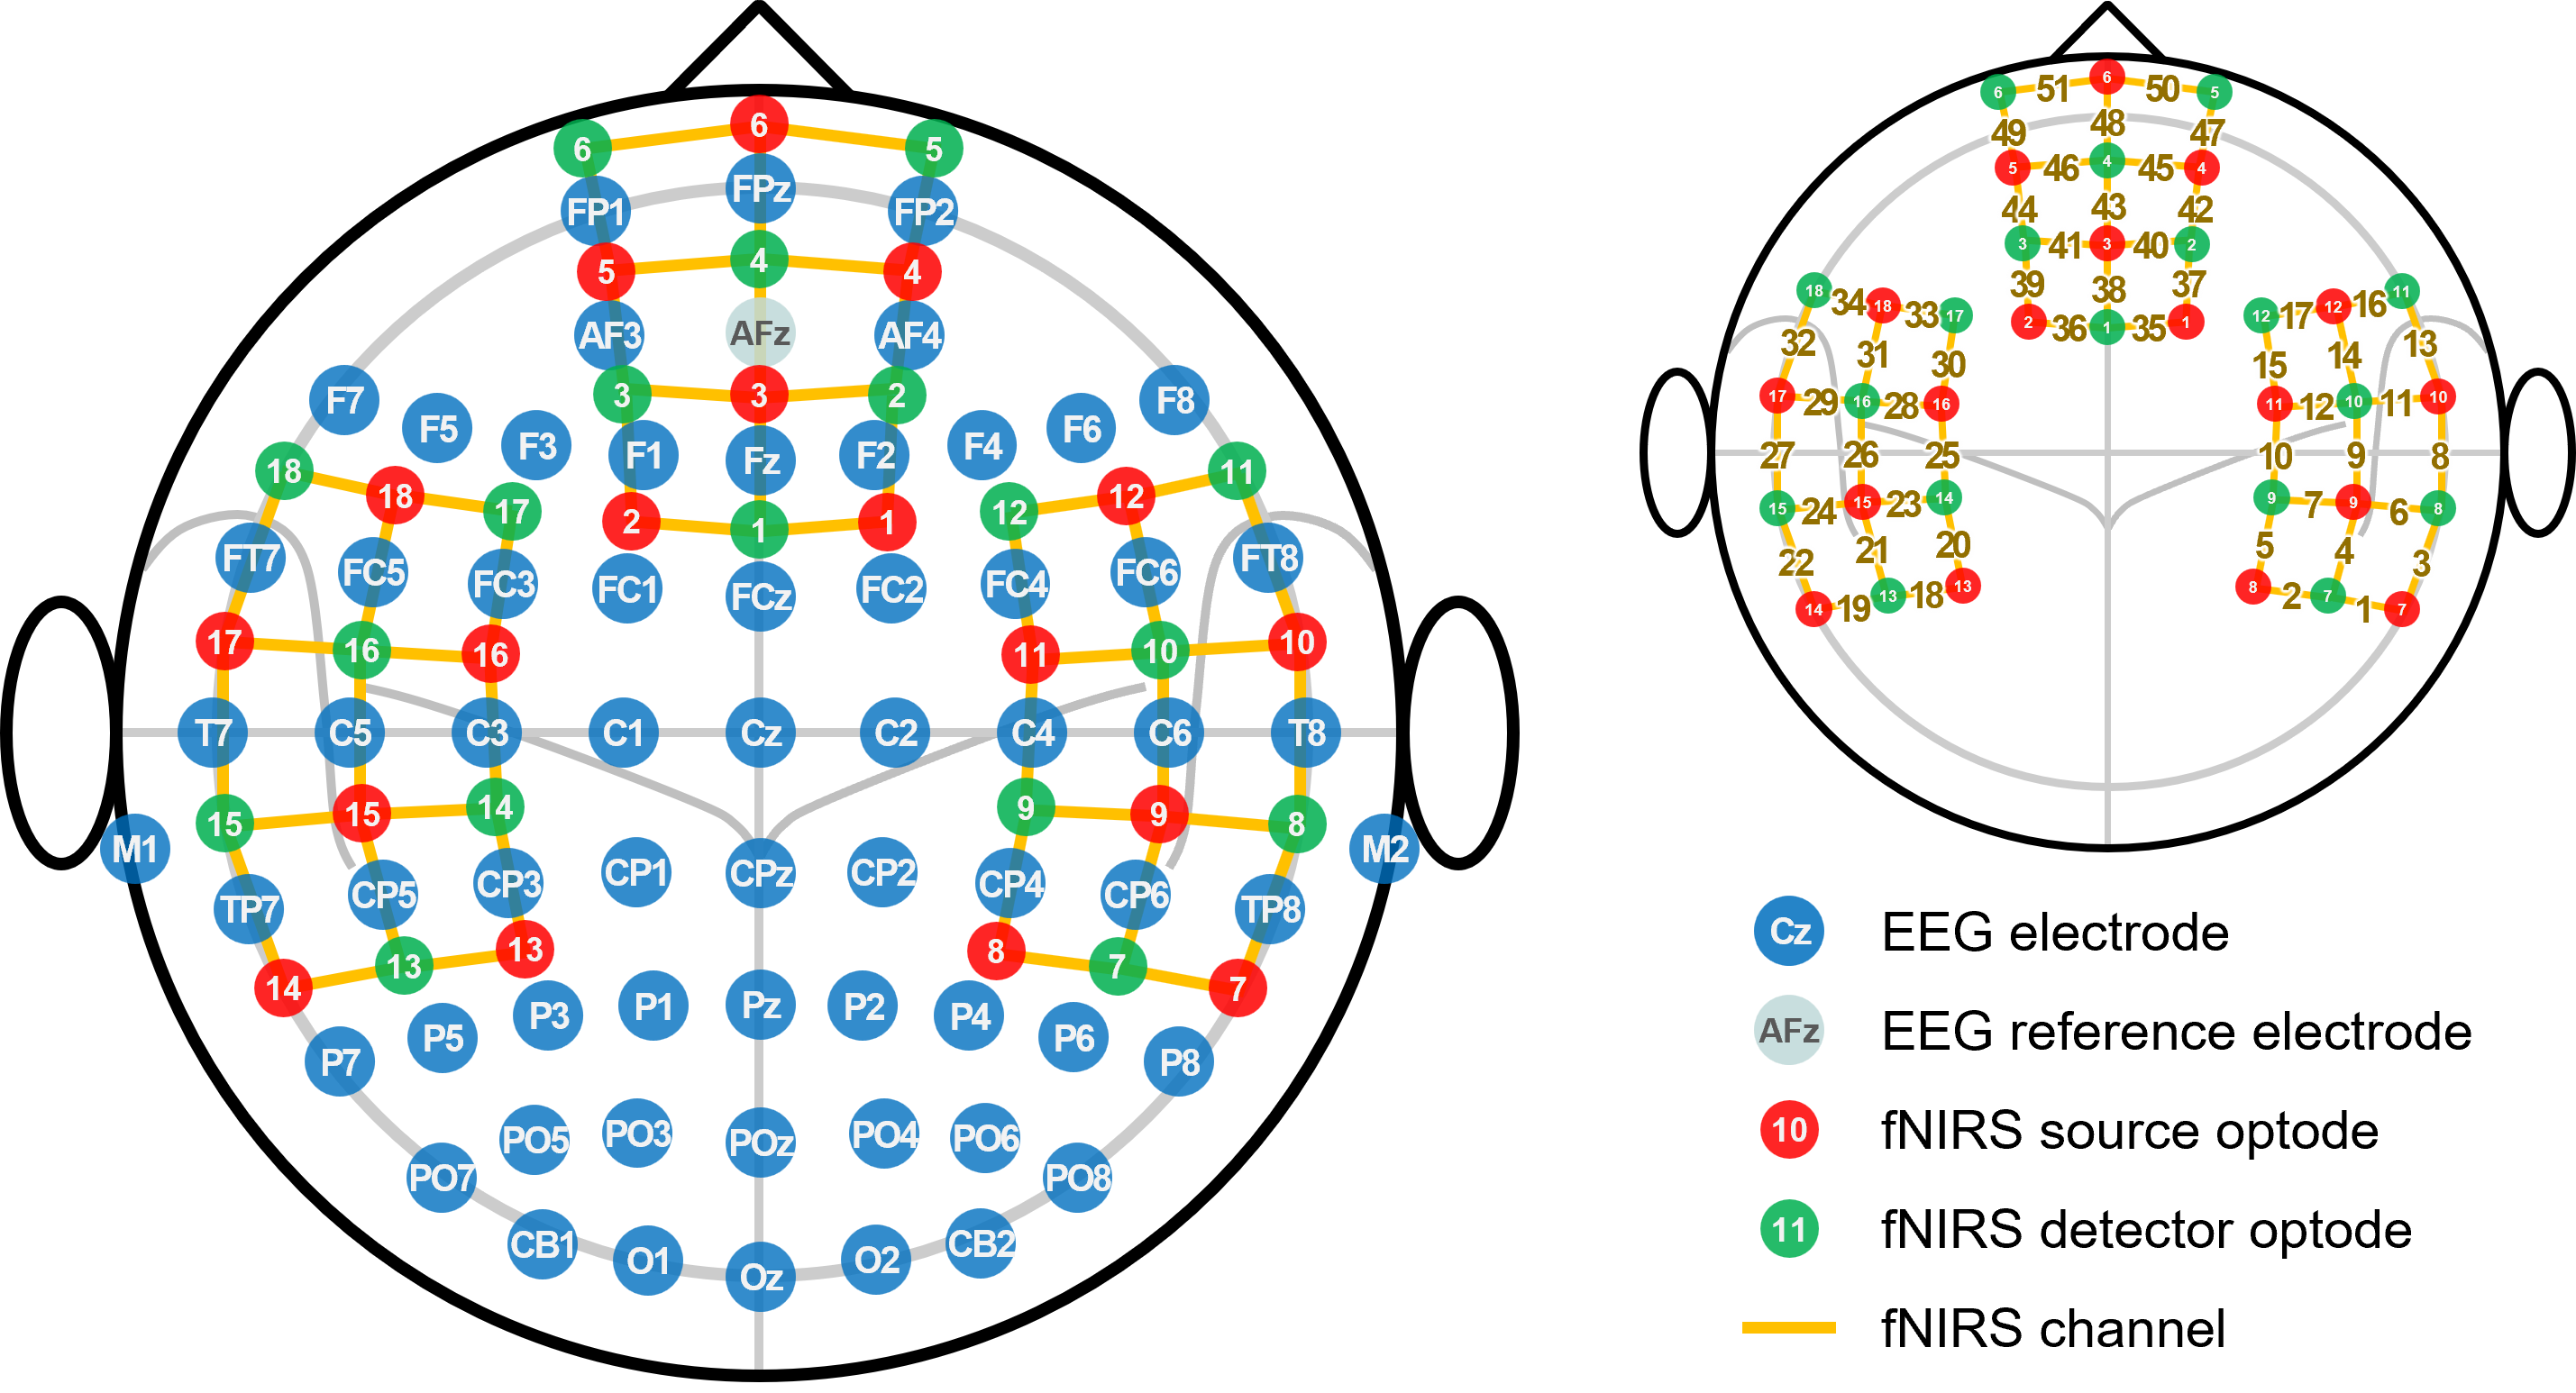 6
6 5
FPz
FP1 FP2
4
5 4
AFz
AF3 AF4
3 3 2
F7 F8
F5 F6
F3 F4
F1 Fz F2
18 11
18 12
17 12
2 1 1
FT7 FT8
FC5 FC6
FC3 FC4
FC1 FCz FC2
17 10
16 10
16 11
T7 C5 C3 C1 Cz C2 C4 C6 T8
14 9
15 9
15 8
M1 M2
CP1 CPz CP2
CP3 CP4
CP5 CP6
TP7 TP8
13 8
13 7
14 7
P1 Pz P2
P3 P4
P5 P6
P7 P8
PO5 PO3 POz PO4 PO6
PO7 PO8
CB1 CB2
O1 Oz O2
6 51 6 50 5
49 48 47
5 46 4 45 4
44 43 42
3 41 3 40 2
39 38 37
2 36 1 35 1
18 34 18 33 17
32 31 30
17 29 16 28 16
27 26 25
15 24 15 23 14
22 21 20
14 19 13 18 13
12 17 12 16 11
15 14 13
11 12 10 11 10
10 9 8
9 7 9 6 8
5 4 3
8 2 7 1 7
Cz EEG electrode
AFz EEG reference electrode
10 fNIRS source optode
11 fNIRS detector optode
fNIRS channel